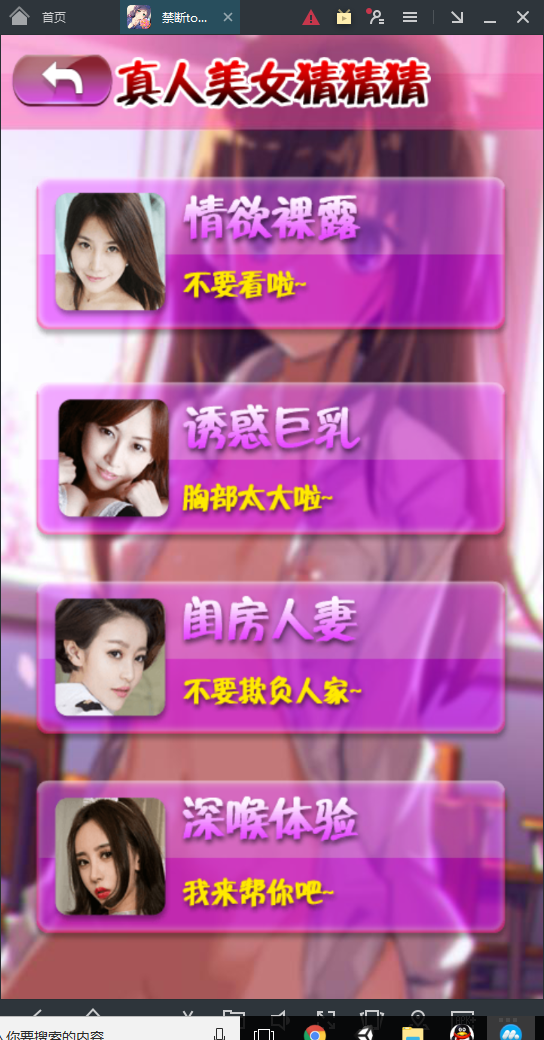 首页
禁断to...
真人美女猜猜猜
情欲裸露
不要看啦~
诱惑巨乳
胸部太大啦~
闺房人妻
不要欺负人家~
深喉体验
我来帮你吧~
你要搜索的内容